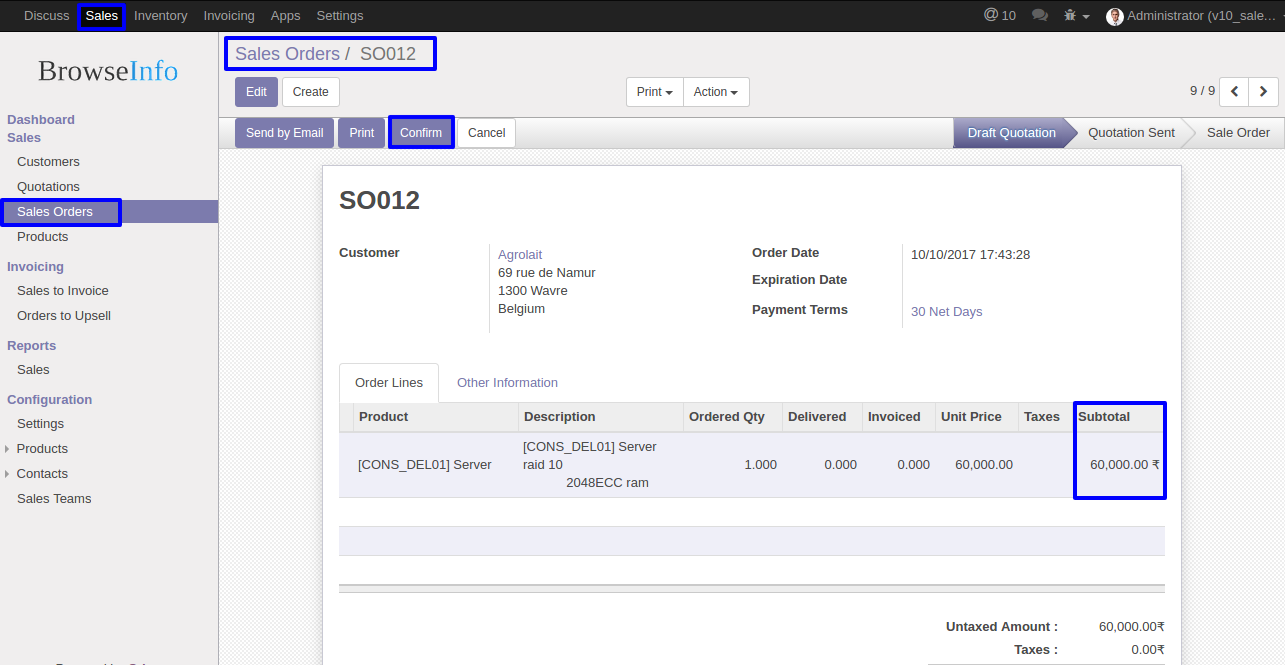 Discuss Sales Inventory Invoicing Apps Settings @ 10 Administrator (v10_sale...
BrowseInfo
Dashboard
Sales
Customers
Quotations
Sales Orders
Products
Invoicing
Sales to Invoice
Orders to Upsell
Reports
Sales
Configuration
Settings
Products
Contacts
Sales Teams
Sales Orders / SO012
Edit Create Print Action 9 / 9
Send by Email Print Confirm Cancel Draft Quotation Quotation Sent Sale Order
SO012
Customer
Agrolait
69 rue de Namur
1300 Wavre
Belgium
Order Date 10/10/2017 17:43:28
Expiration Date
Payment Terms 30 Net Days
Order Lines Other Information
Product Description Ordered Qty Delivered Invoiced Unit Price Taxes Subtotal
[CONS_DEL01] Server
[CONS_DEL01] Server
raid 10
2048ECC ram
1.000 0.000 0.000 60,000.00 60,000.00 ₹
Untaxed Amount : 60,000.00₹
Taxes : 0.00₹